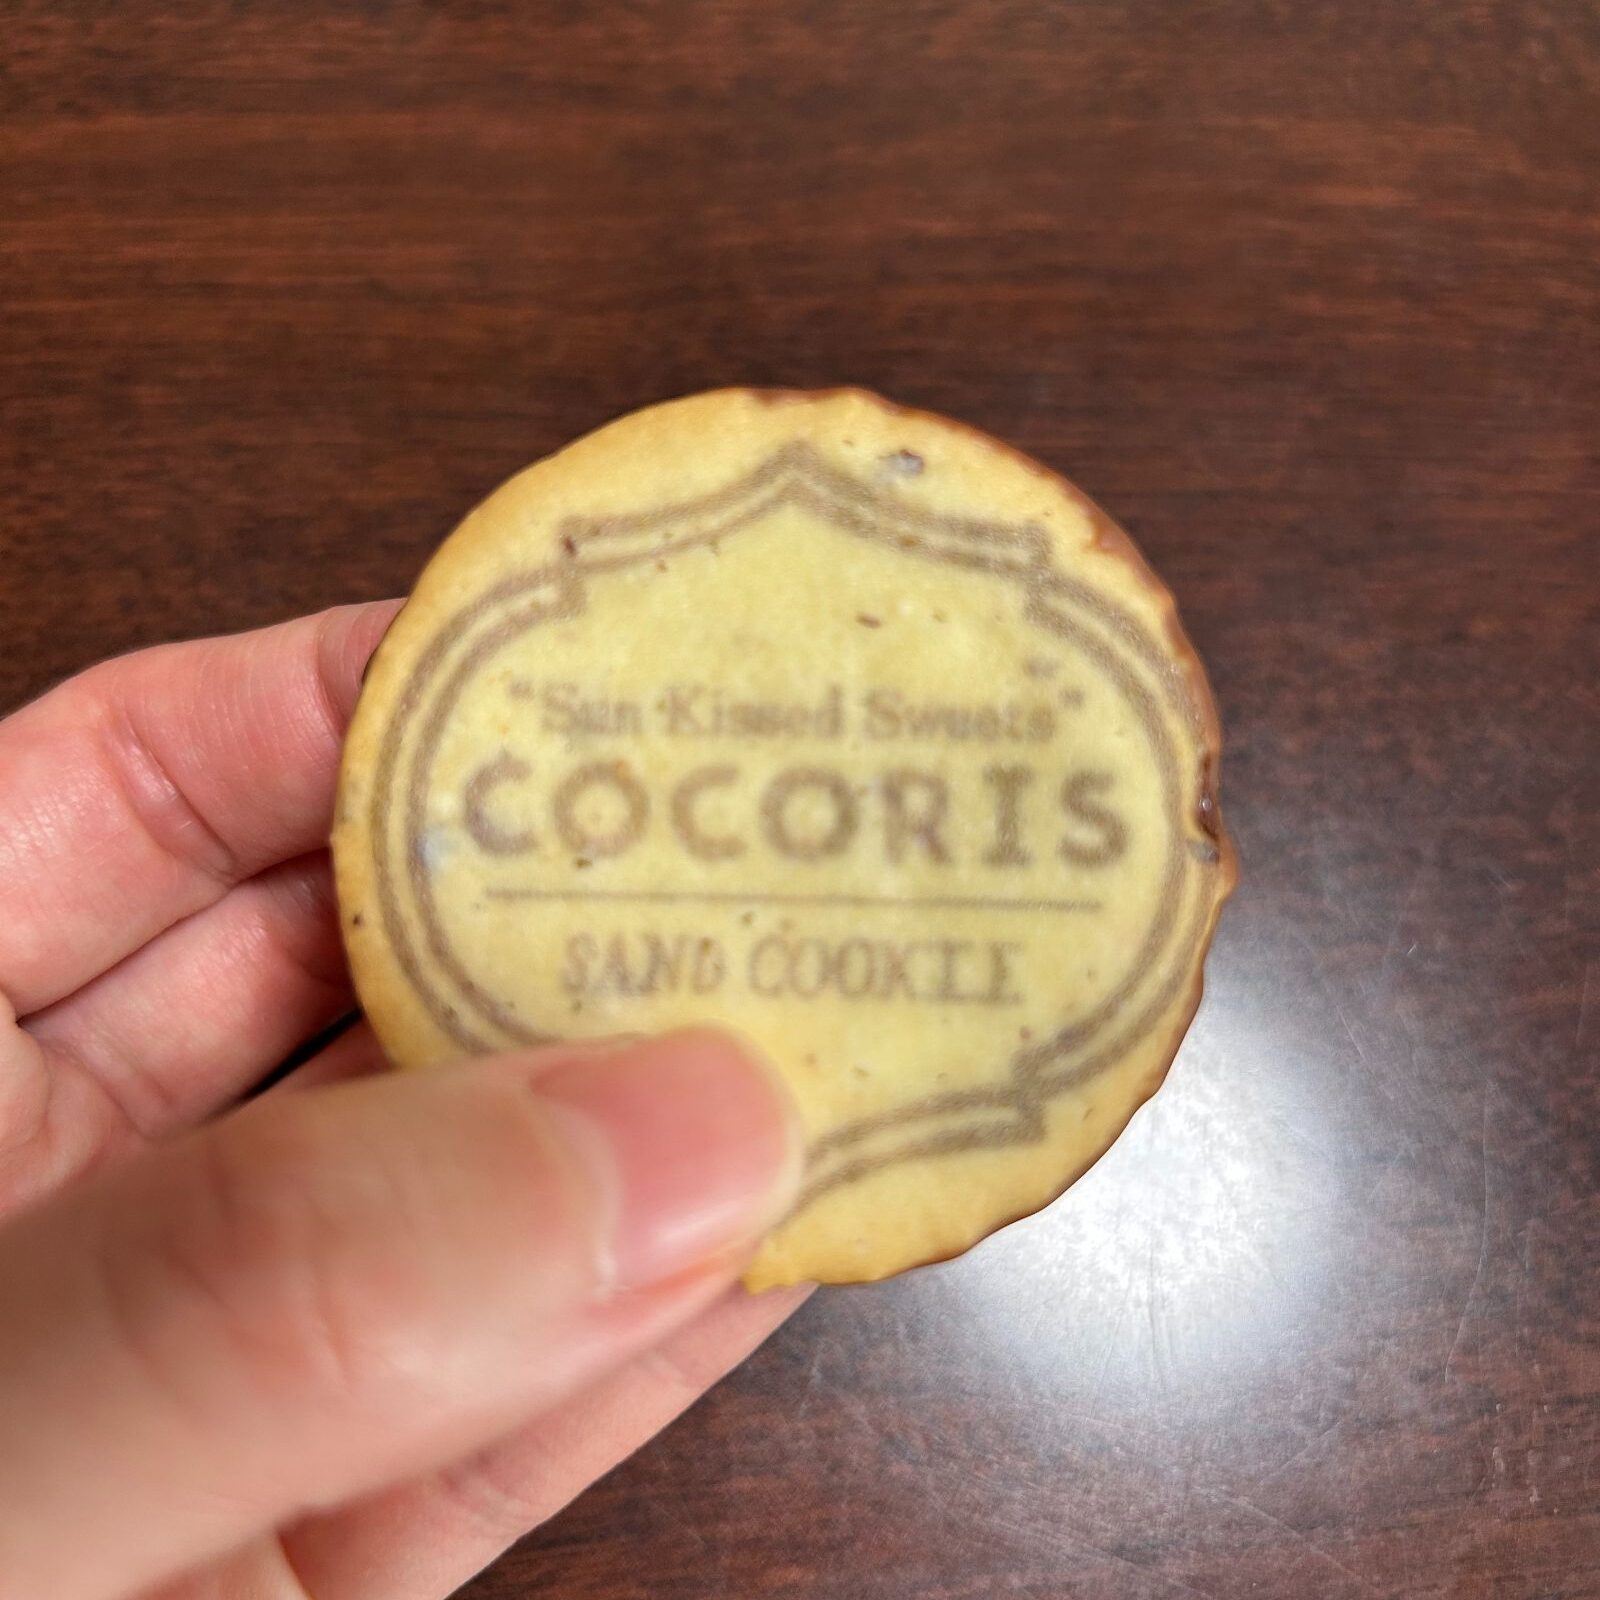 "Sun Kissed Sweets"
COCORIS
SAND COOKIE